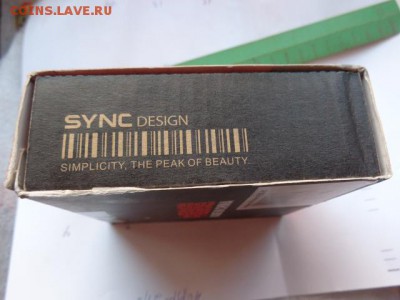 coins.lave.ru
SYNC DESIGN
SIMPLICITY, THE PEAK OF BEAUTY